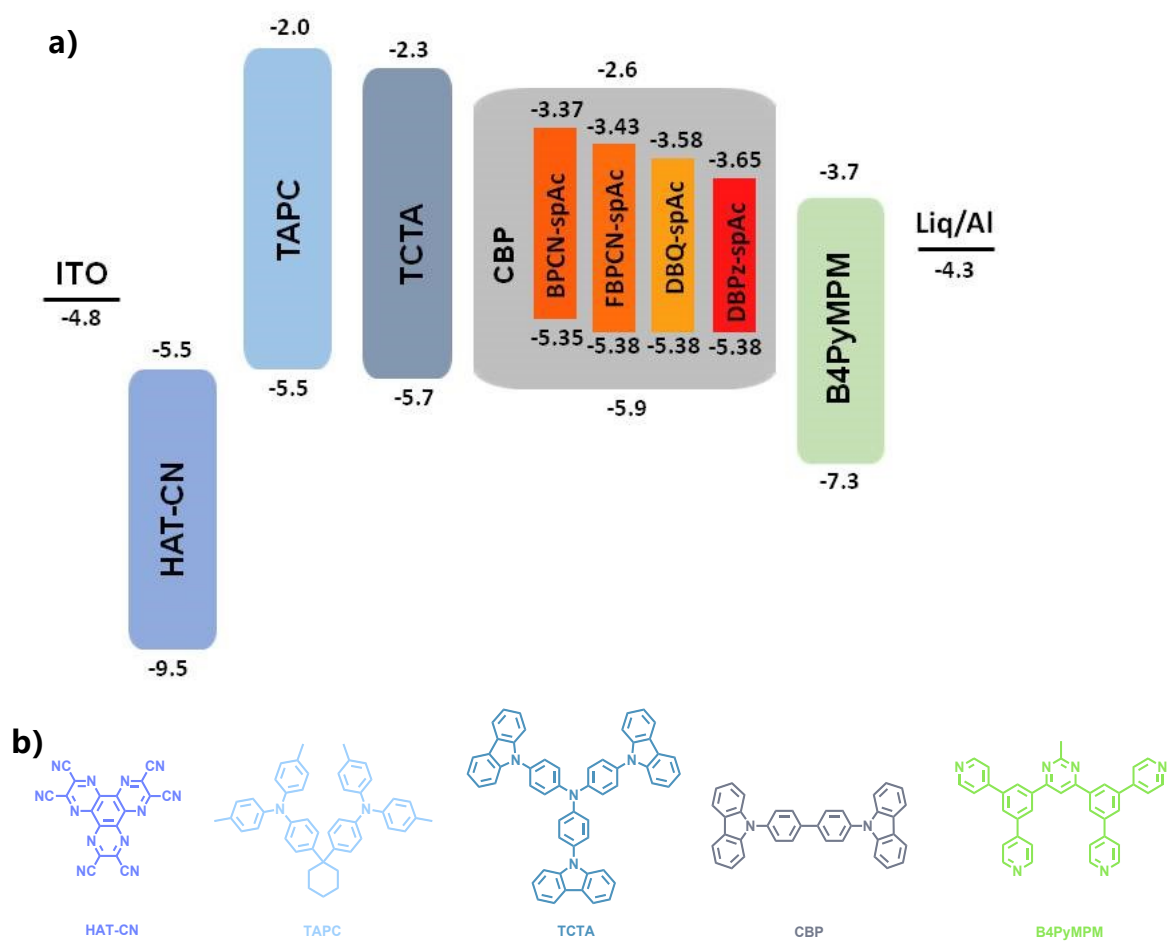 a)
-2.0
-2.3
-2.6
-3.37
-3.43
-3.58
-3.65
-3.7
ITO
-4.8
HAT-CN
-5.5
-9.5
TAPC
-5.5
TCTA
-5.7
CBP
BPCN-spAc
FBPCN-spAc
DBQ-spAc
DBPz-spAc
-5.35
-5.38
-5.38
-5.38
-5.9
B4PyMPM
-7.3
Liq/Al
-4.3
b)
NC
CN
NC
N
N
CN
N
N
N
N
NC
CN
HAT-CN
N
N
TAPC
N
N
N
N
TCTA
N
N
CBP
N
N
N
N
N
N
B4PyMPM